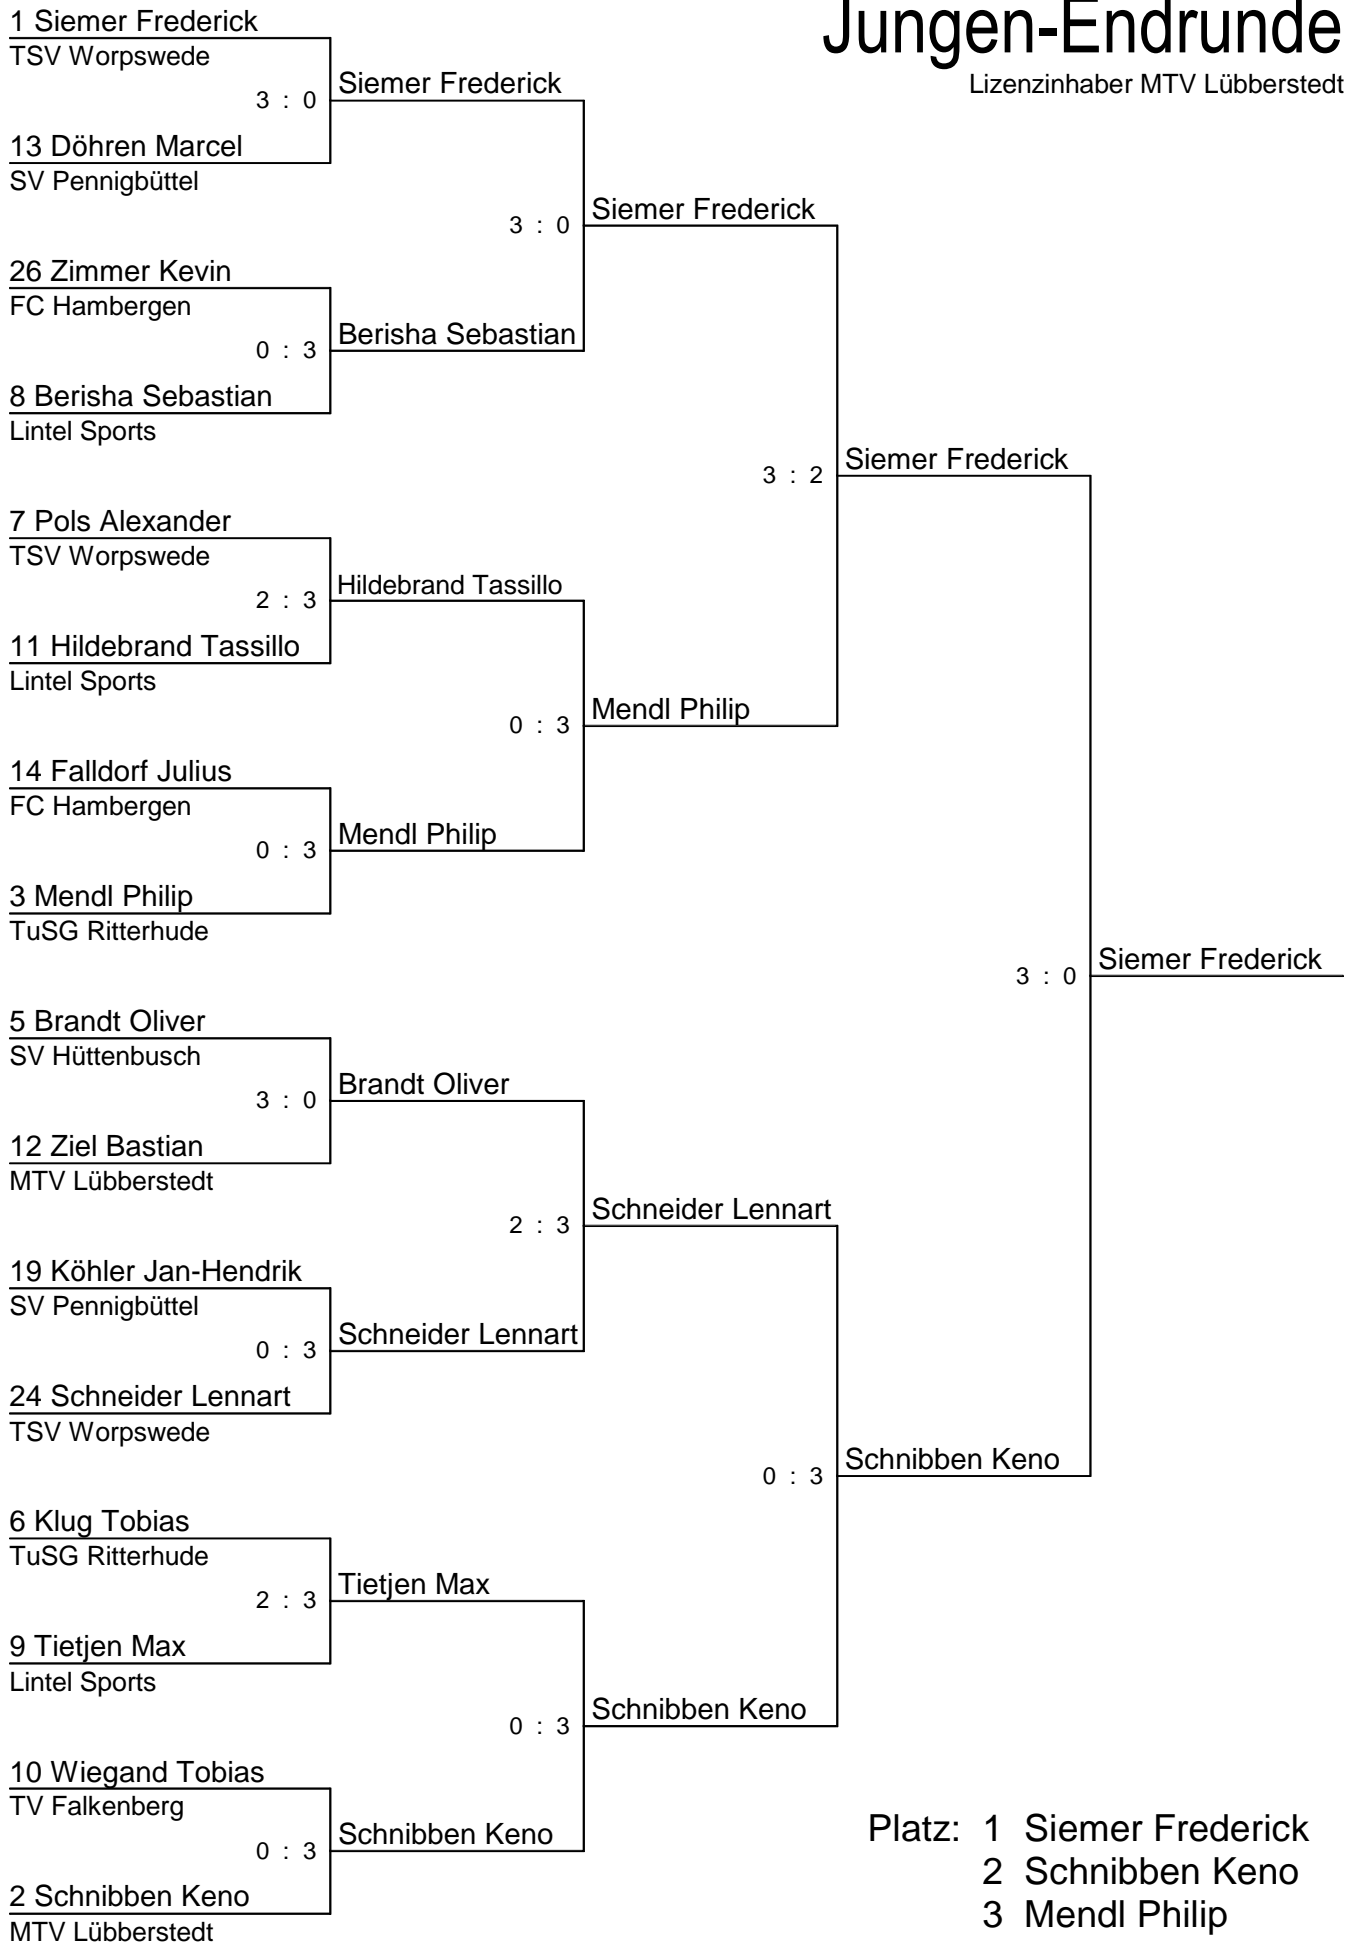 Jungen-Endrunde
Lizenzinhaber MTV Lübberstedt
1 Siemer Frederick
TSV Worpswede
3 : 0
Siemer Frederick
13 Döhren Marcel
SV Pennigbüttel
3 : 0
Siemer Frederick
26 Zimmer Kevin
FC Hambergen
0 : 3
Berisha Sebastian
8 Berisha Sebastian
Lintel Sports
3 : 2
Siemer Frederick
7 Pols Alexander
TSV Worpswede
2 : 3
Hildebrand Tassillo
11 Hildebrand Tassillo
Lintel Sports
0 : 3
Mendl Philip
14 Falldorf Julius
FC Hambergen
0 : 3
Mendl Philip
3 Mendl Philip
TuSG Ritterhude
3 : 0
Siemer Frederick
5 Brandt Oliver
SV Hüttenbusch
3 : 0
Brandt Oliver
12 Ziel Bastian
MTV Lübberstedt
2 : 3
Schneider Lennart
19 Köhler Jan-Hendrik
SV Pennigbüttel
0 : 3
Schneider Lennart
24 Schneider Lennart
TSV Worpswede
0 : 3
Schnibben Keno
6 Klug Tobias
TuSG Ritterhude
2 : 3
Tietjen Max
9 Tietjen Max
Lintel Sports
0 : 3
Schnibben Keno
10 Wiegand Tobias
TV Falkenberg
0 : 3
Schnibben Keno
2 Schnibben Keno
MTV Lübberstedt
Platz: 1 Siemer Frederick
2 Schnibben Keno
3 Mendl Philip